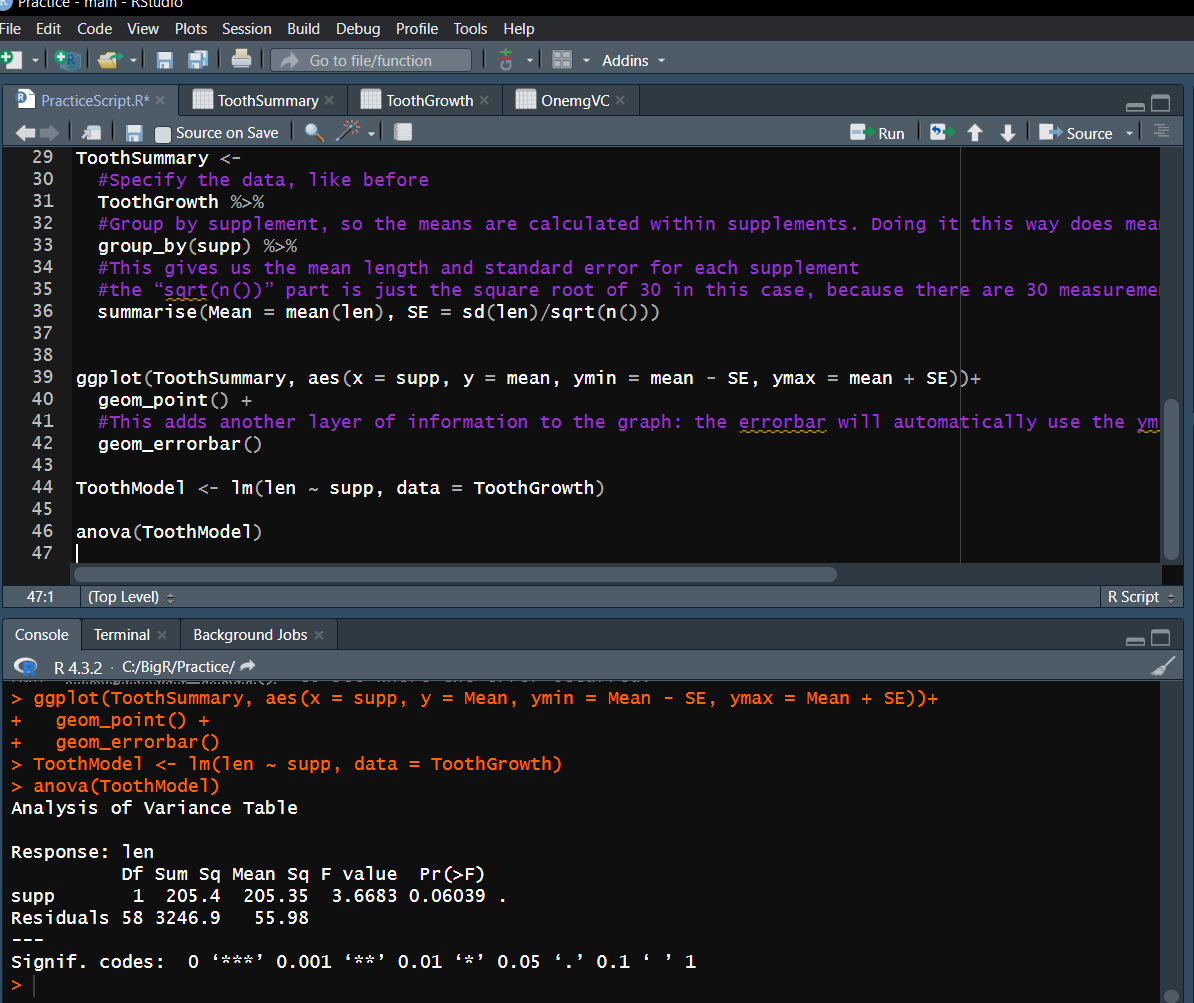 Practice - main - RStudio
File Edit Code View Plots Session Build Debug Profile Tools Help
Go to file/function Addins
PracticeScript.R* ToothSummary ToothGrowth OnemgVC
Source on Save Run Source
29 ToothSummary <-
30 #Specify the data, like before
31 ToothGrowth %>%
32 #Group by supplement, so the means are calculated within supplements. Doing it this way does mea
33 group_by(supp) %>%
34 #This gives us the mean length and standard error for each supplement
35 #the “sqrt(n())” part is just the square root of 30 in this case, because there are 30 measureme
36 summarise(Mean = mean(len), SE = sd(len)/sqrt(n()))
37
38
39 ggplot(ToothSummary, aes(x = supp, y = mean, ymin = mean - SE, ymax = mean + SE))+
40 geom_point() +
41 #This adds another layer of information to the graph: the errorbar will automatically use the ym
42 geom_errorbar()
43
44 ToothModel <- lm(len ~ supp, data = ToothGrowth)
45
46 anova(ToothModel)
47
47:1 (Top Level) R Script
Console Terminal Background Jobs
R 4.3.2 · C:/BigR/Practice/
> ggplot(ToothSummary, aes(x = supp, y = Mean, ymin = Mean - SE, ymax = Mean + SE))+
+ geom_point() +
+ geom_errorbar()
> ToothModel <- lm(len ~ supp, data = ToothGrowth)
> anova(ToothModel)
Analysis of Variance Table
Response: len
Df Sum Sq Mean Sq F value Pr(>F)
supp 1 205.4 205.35 3.6683 0.06039 .
Residuals 58 3246.9 55.98
---
Signif. codes: 0 ‘***’ 0.001 ‘**’ 0.01 ‘*’ 0.05 ‘.’ 0.1 ‘ ’ 1
>